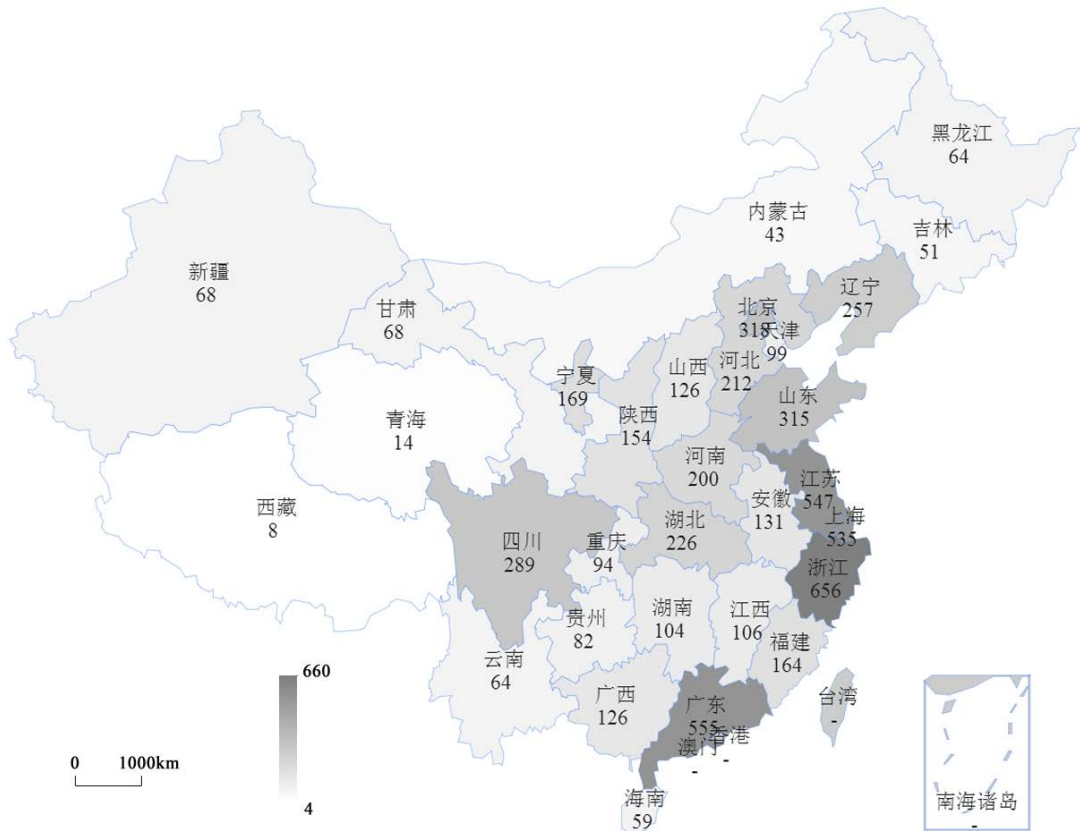 黑龙江
64
内蒙古
43
吉林
51
新疆
68
辽宁
257
甘肃
68
北京
318
天津
99
宁夏
169
山西
126
河北
212
山东
315
青海
14
陕西
154
河南
200
江苏
547
安徽
131
西藏
8
上海
535
四川
289
重庆
94
湖北
226
浙江
656
贵州
82
湖南
104
江西
106
福建
164
云南
64
广西
126
广东
555
台湾
-
香港
-
澳门
-
海南
59
南海诸岛
-
660
4
0 1000km